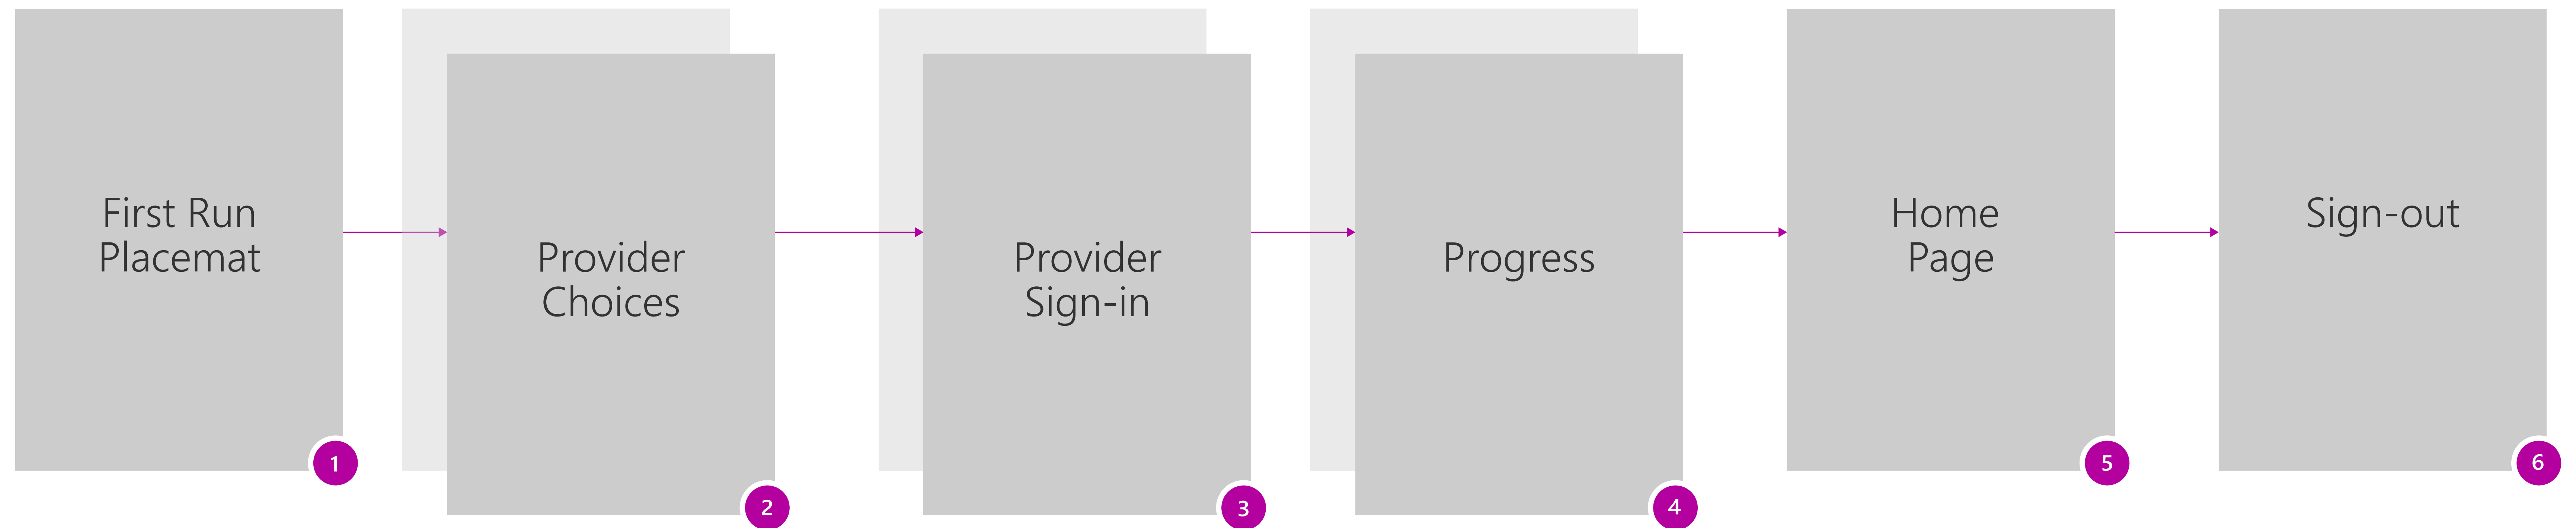 First Run
Placemat
1
Provider
Choices
2
Provider
Sign-in
3
Progress
4
Home
Page
5
Sign-out
6